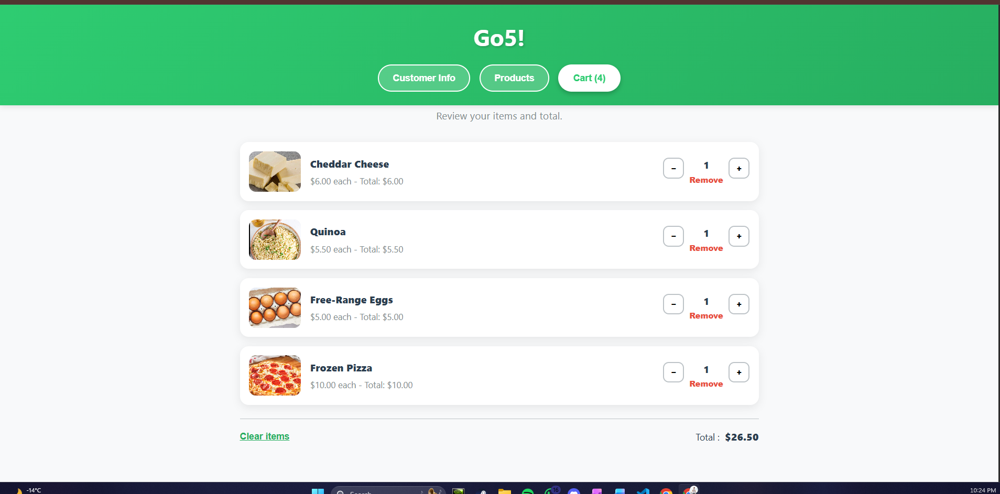 Go5!
Customer Info
Products
Cart (4)
Review your items and total.
Cheddar Cheese
$6.00 each - Total: $6.00
−
1
+
Remove
Quinoa
$5.50 each - Total: $5.50
−
1
+
Remove
Free-Range Eggs
$5.00 each - Total: $5.00
−
1
+
Remove
Frozen Pizza
$10.00 each - Total: $10.00
−
1
+
Remove
Clear items
Total : $26.50
-14°C
Search
16
10:24 PM